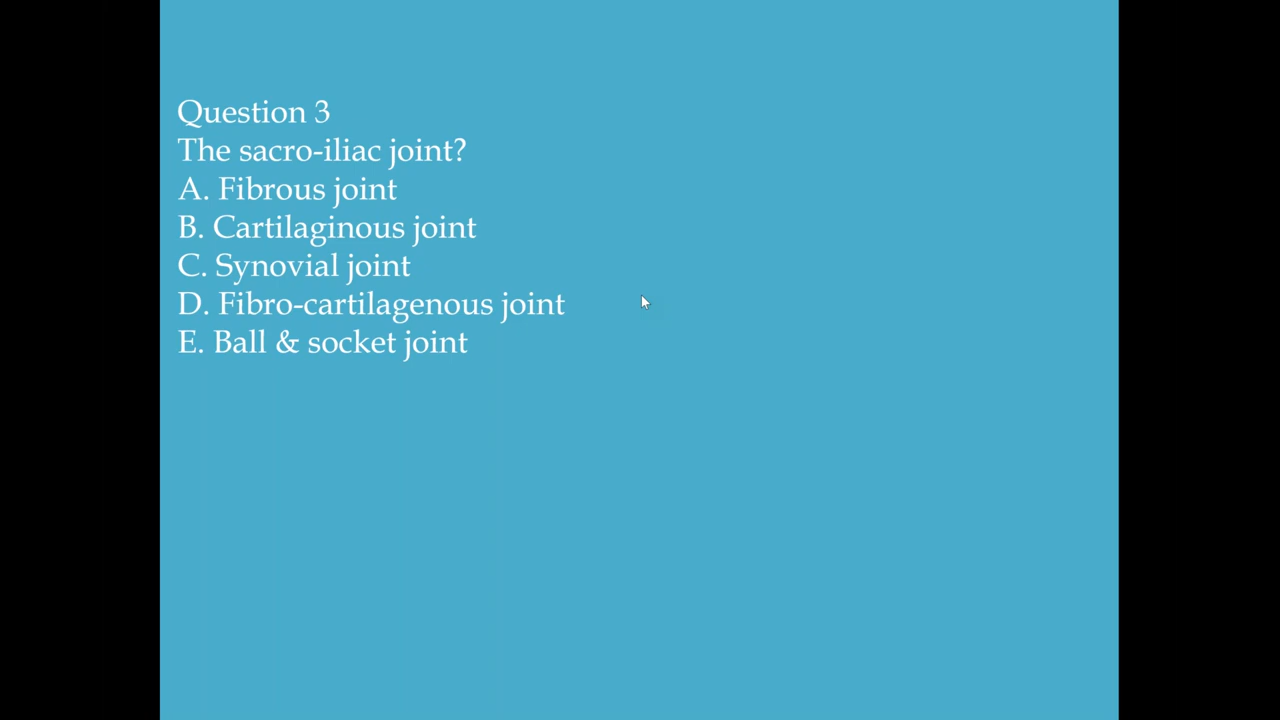 Question 3
The sacro-iliac joint?
A. Fibrous joint
B. Cartilaginous joint
C. Synovial joint
D. Fibro-cartilagenous joint
E. Ball & socket joint